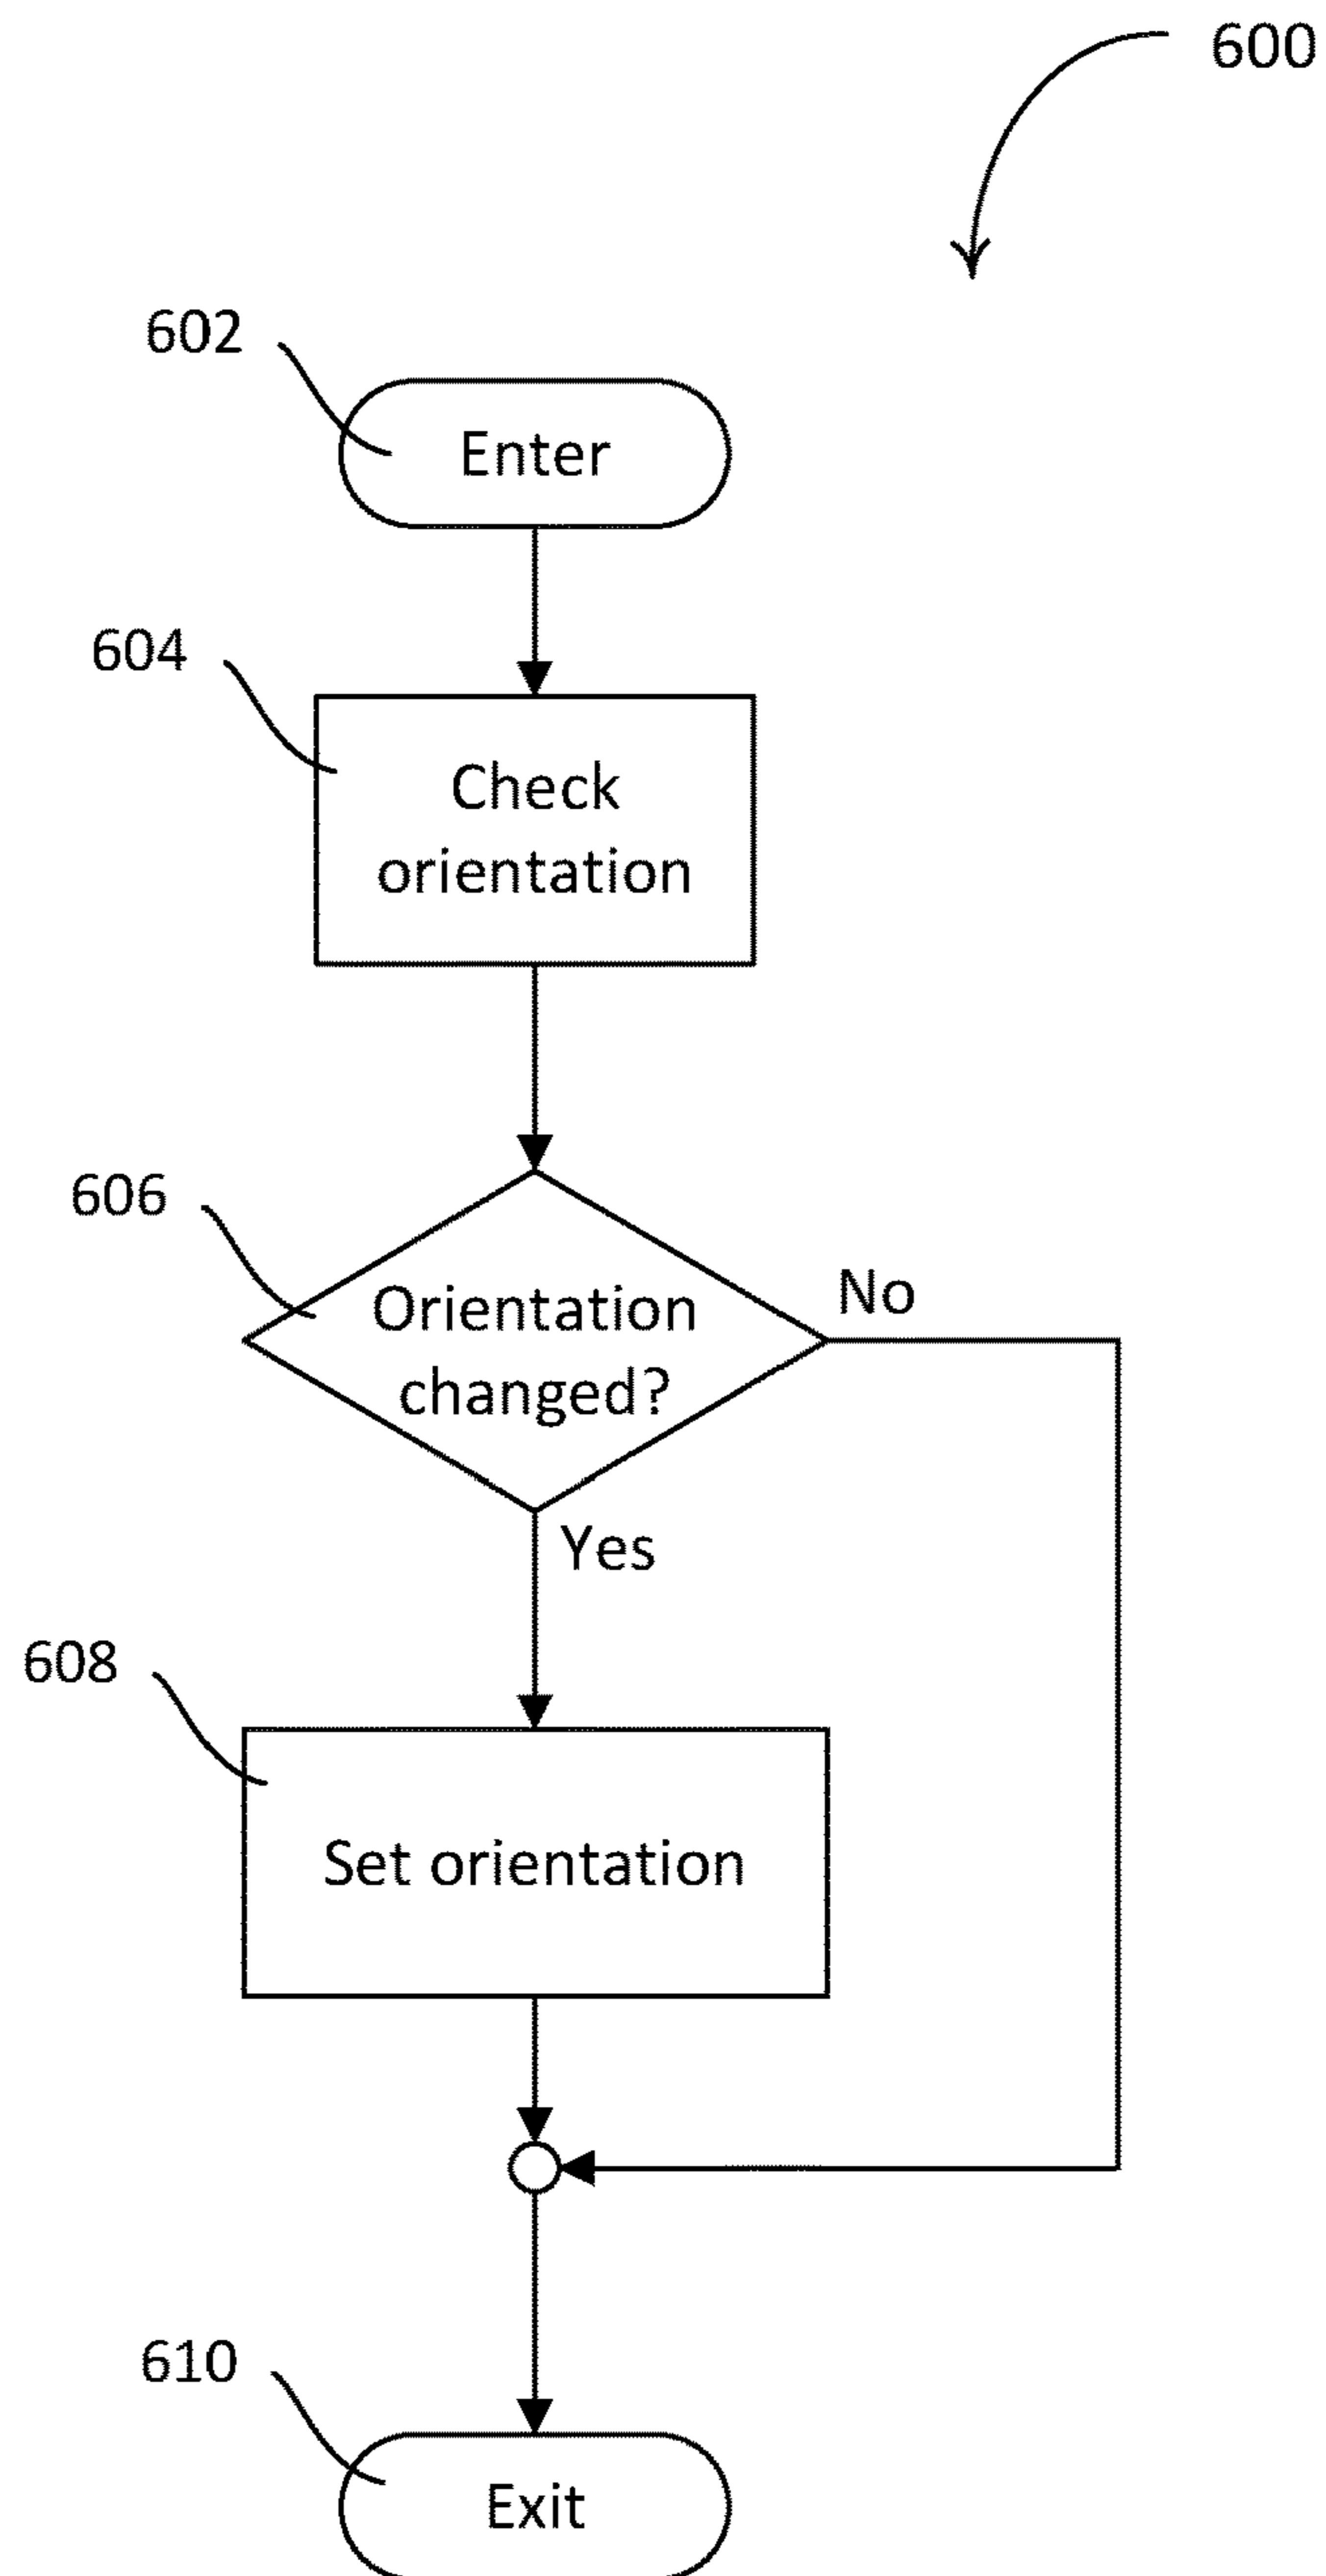 600
602
Enter
604
Check
orientation
606
Orientation
changed?
No
Yes
608
Set orientation
610
Exit